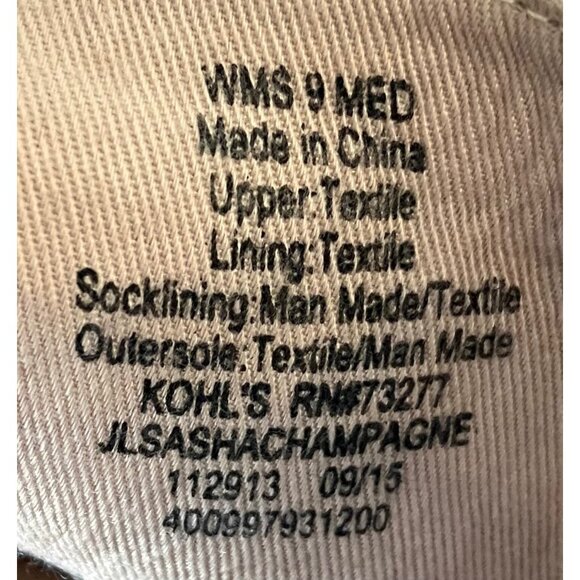 WMS 9 MED
Made in China
Upper:Textile
Lining:Textile
Socklining:Man Made/Textile
Outersole:Textile/Man Made
KOHL'S RN#73277
JLSASHACHAMPAGNE
112913 09/15
400997931200